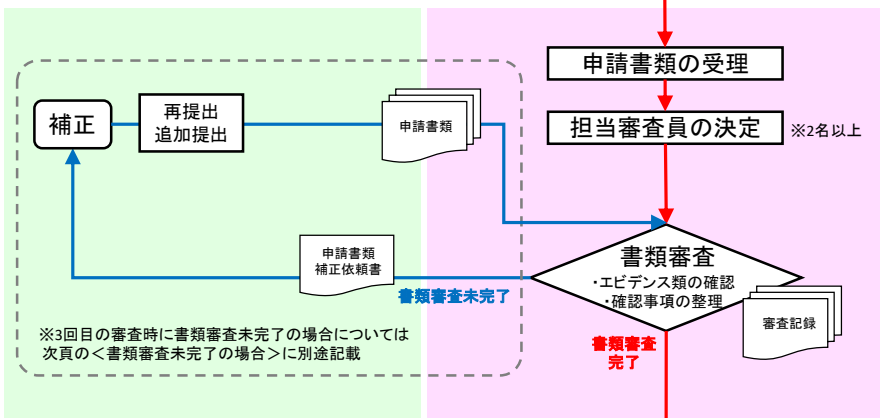 申請書類の受理
担当審査員の決定
※2名以上
補正
再提出
追加提出
申請書類
書類審査
・エビデンス類の確認
・確認事項の整理
審査記録
申請書類
補正依頼書
書類審査未完了
※3回目の審査時に書類審査未完了の場合については
次頁の<書類審査未完了の場合>に別途記載
書類審査
完了